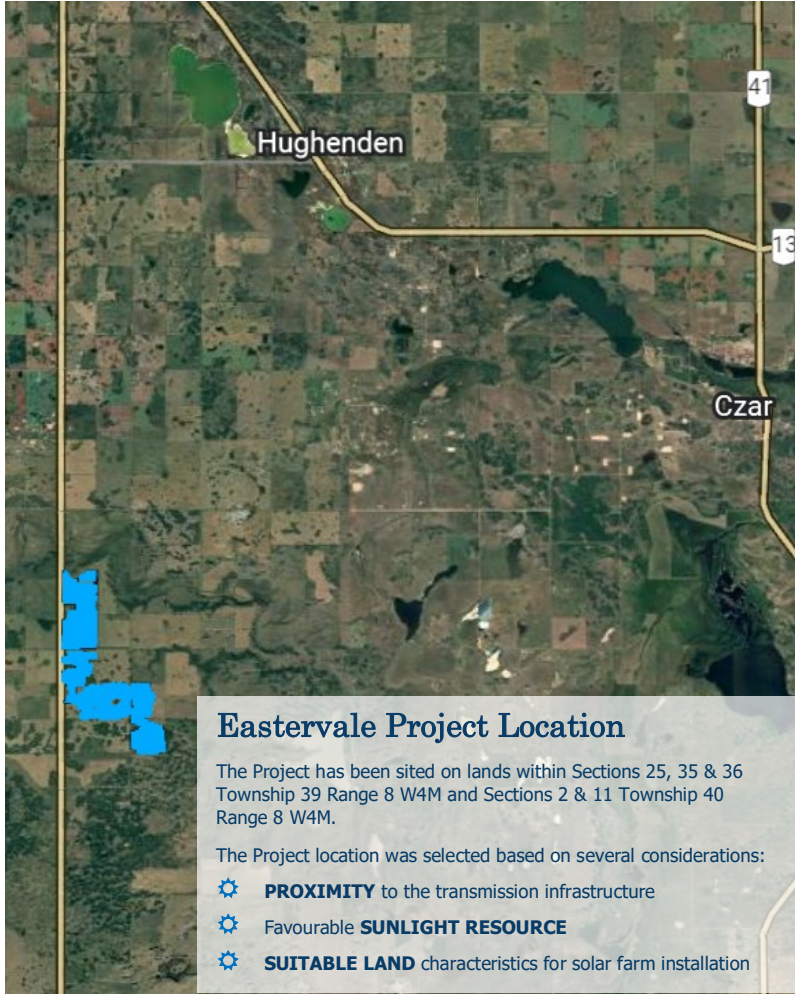 41
Hughenden
13
Czar
Eastervale Project Location
The Project has been sited on lands within Sections 25, 35 & 36
Township 39 Range 8 W4M and Sections 2 & 11 Township 40
Range 8 W4M.
The Project location was selected based on several considerations:
PROXIMITY to the transmission infrastructure
Favourable SUNLIGHT RESOURCE
SUITABLE LAND characteristics for solar farm installation